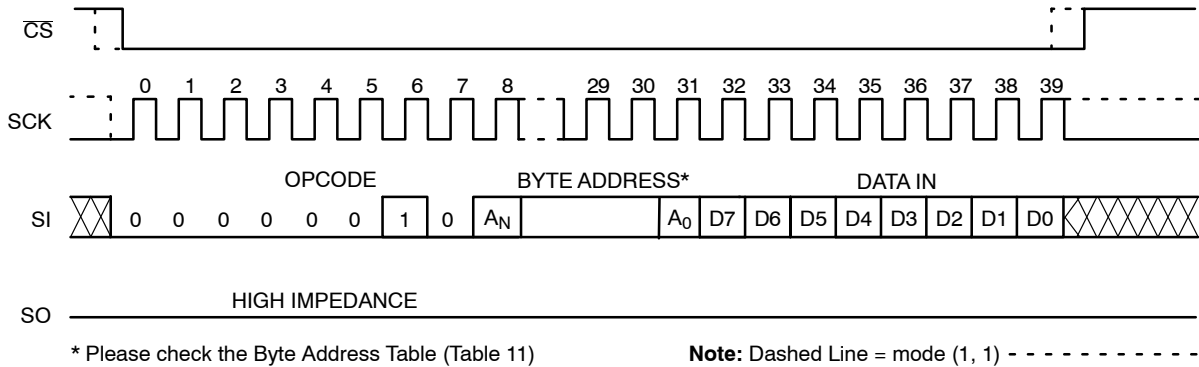 CS
0 1 2 3 4 5 6 7 8 29 30 31 32 33 34 35 36 37 38 39
SCK
OPCODE BYTE ADDRESS* DATA IN
SI 0 0 0 0 0 0 1 0 AN A0 D7 D6 D5 D4 D3 D2 D1 D0
HIGH IMPEDANCE
SO
* Please check the Byte Address Table (Table 11) Note: Dashed Line = mode (1, 1)